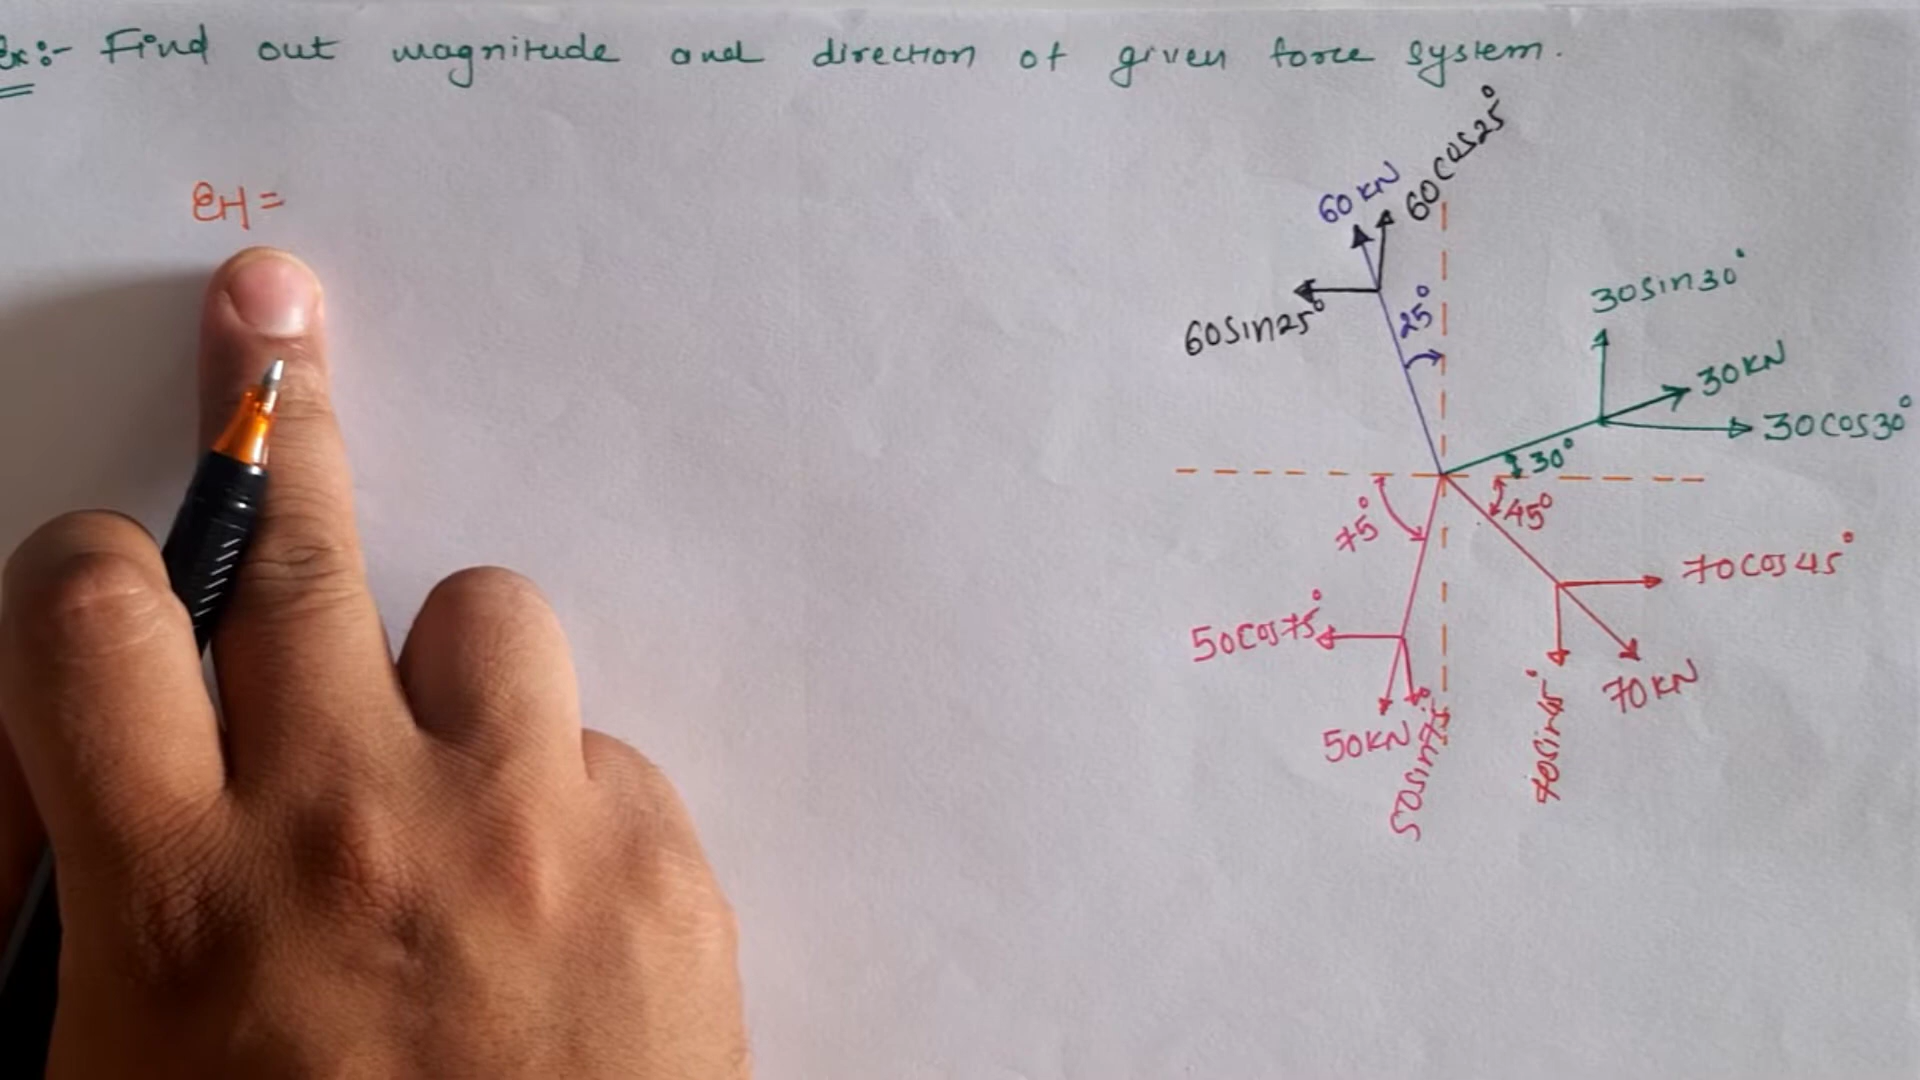 Ex:- Find out magnitude and direction of given force system.
ΣH =
60KN
60cos25°
60sin25°
25°
30sin30°
30KN
30cos30°
30°
45°
75°
70cos45°
50cos75°
50KN
50sin75°
70sin45°
70KN